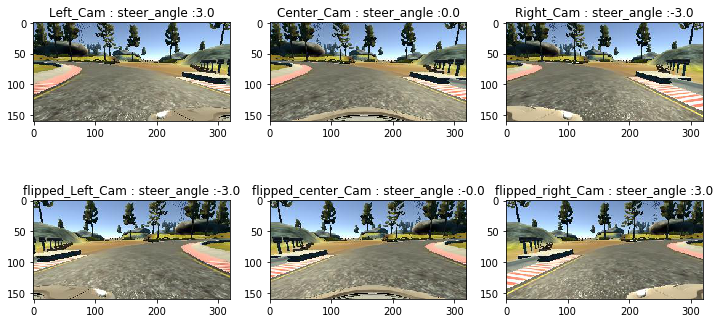 Left_Cam : steer_angle :3.0
Center_Cam : steer_angle :0.0
Right_Cam : steer_angle :-3.0
0
50
100
150
0 100 200 300
0
50
100
150
0 100 200 300
0
50
100
150
0 100 200 300
flipped_Left_Cam : steer_angle :-3.0
flipped_center_Cam : steer_angle :-0.0
flipped_right_Cam : steer_angle :3.0
0
50
100
150
0 100 200 300
0
50
100
150
0 100 200 300
0
50
100
150
0 100 200 300